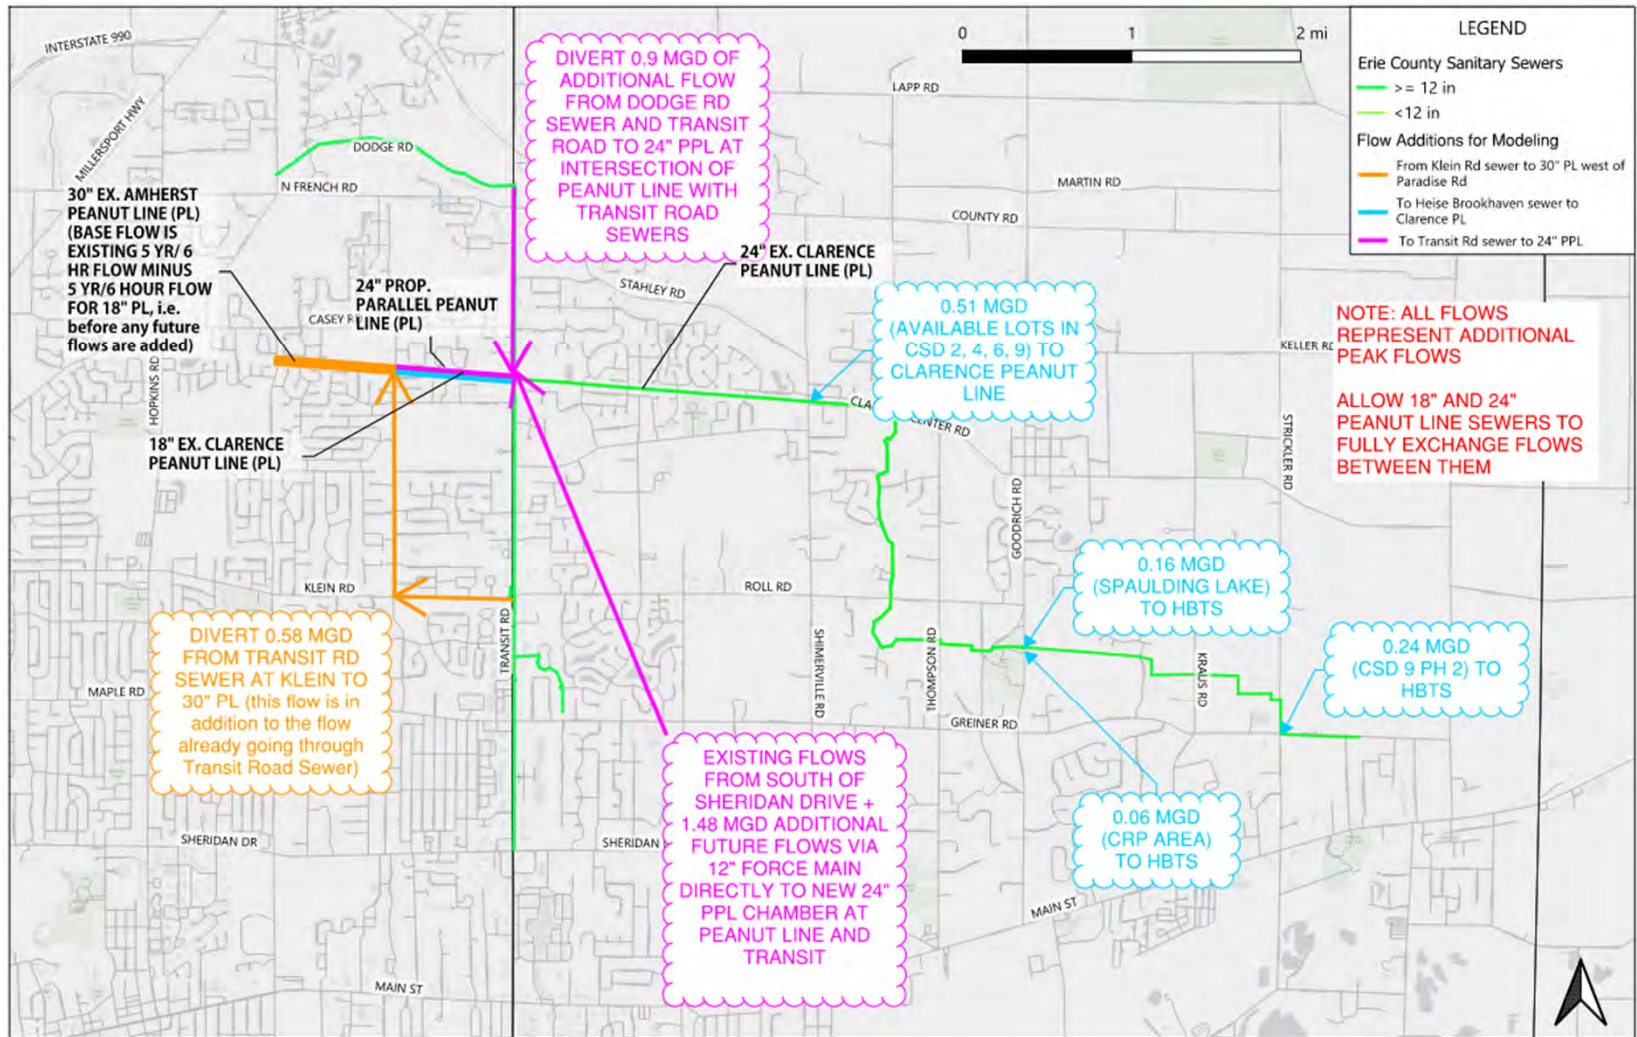 INTERSTATE 990
MILLERSPORT HWY
DODGE RD
N FRENCH RD
30" EX. AMHERST
PEANUT LINE (PL)
(BASE FLOW IS
EXISTING 5 YR/ 6
HR FLOW MINUS
5 YR/6 HOUR FLOW
FOR 18" PL, i.e.
before any future
flows are added)
24" PROP.
PARALLEL PEANUT
LINE (PL)
CASEY R
HOPKINS RD
18" EX. CLARENCE
PEANUT LINE (PL)
DIVERT 0.9 MGD OF
ADDITIONAL FLOW
FROM DODGE RD
SEWER AND TRANSIT
ROAD TO 24" PPL AT
INTERSECTION OF
PEANUT LINE WITH
TRANSIT ROAD
SEWERS
24" EX. CLARENCE
PEANUT LINE (PL)
STAHLEY RD
0 1 2 mi
LAPP RD
MARTIN RD
COUNTY RD
LEGEND
Erie County Sanitary Sewers
>= 12 in
<12 in
Flow Additions for Modeling
From Klein Rd sewer to 30" PL west of
Paradise Rd
To Heise Brookhaven sewer to
Clarence PL
To Transit Rd sewer to 24" PPL
0.51 MGD
(AVAILABLE LOTS IN
CSD 2, 4, 6, 9) TO
CLARENCE PEANUT
LINE
CLA
ENTER RD
KELLER RD
NOTE: ALL FLOWS
REPRESENT ADDITIONAL
PEAK FLOWS
ALLOW 18" AND 24"
PEANUT LINE SEWERS TO
FULLY EXCHANGE FLOWS
BETWEEN THEM
STRICKLER RD
GOODRICH RD
KLEIN RD
ROLL RD
0.16 MGD
(SPAULDING LAKE)
TO HBTS
DIVERT 0.58 MGD
FROM TRANSIT RD
SEWER AT KLEIN TO
30" PL (this flow is in
addition to the flow
already going through
Transit Road Sewer)
TRANSIT RD
SHIMERVILLE RD
THOMPSON RD
KRAUS RD
0.24 MGD
(CSD 9 PH 2) TO
HBTS
MAPLE RD
GREINER RD
EXISTING FLOWS
FROM SOUTH OF
SHERIDAN DRIVE +
1.48 MGD ADDITIONAL
FUTURE FLOWS VIA
12" FORCE MAIN
DIRECTLY TO NEW 24"
PPL CHAMBER AT
PEANUT LINE AND
TRANSIT
0.06 MGD
(CRP AREA)
TO HBTS
SHERIDAN DR
SHERIDAN
MAIN ST
MAIN ST